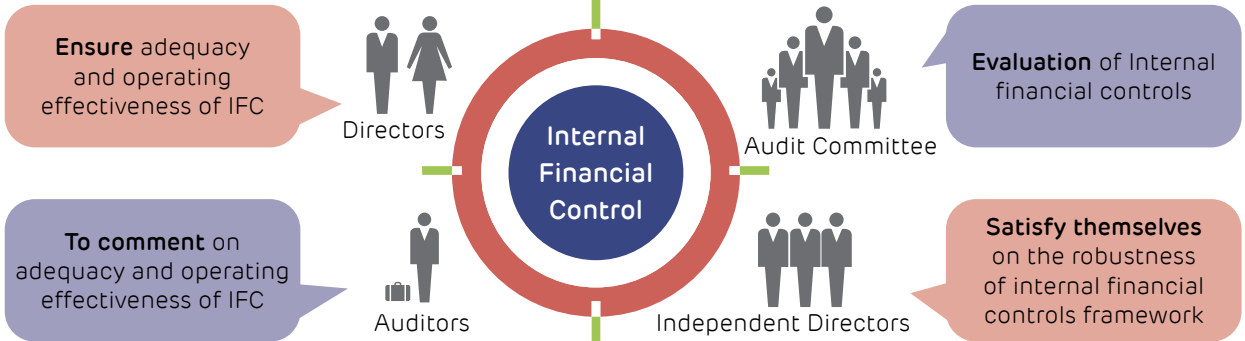 Ensure adequacy
and operating
effectiveness of IFC
Directors
Internal
Financial
Control
Audit Committee
Evaluation of Internal
financial controls
To comment on
adequacy and operating
effectiveness of IFC
Auditors
Independent Directors
Satisfy themselves
on the robustness
of internal financial
controls framework